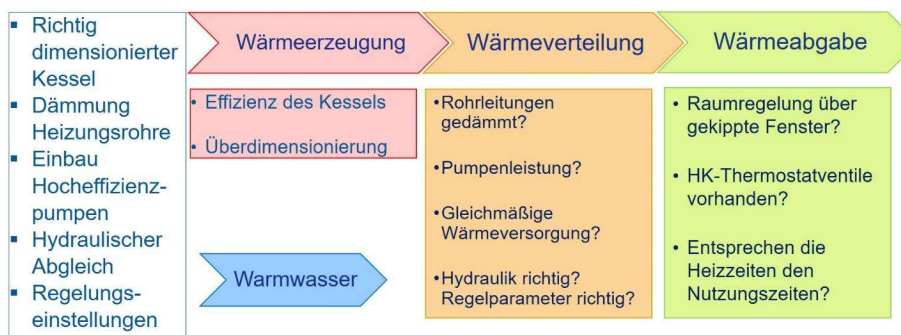 ▪ Richtig
dimensionierter
Kessel
▪ Dämmung
Heizungsrohre
▪ Einbau
Hocheffizienz-
pumpen
▪ Hydraulischer
Abgleich
▪ Regelungs-
einstellungen
Wärmeerzeugung
• Effizienz des Kessels
• Überdimensionierung
Warmwasser
Wärmeverteilung
•Rohrleitungen
gedämmt?
•Pumpenleistung?
•Gleichmäßige
Wärmeversorgung?
•Hydraulik richtig?
Regelparameter richtig?
Wärmeabgabe
• Raumregelung über
gekippte Fenster?
• HK-Thermostatventile
vorhanden?
• Entsprechen die
Heizzeiten den
Nutzungszeiten?